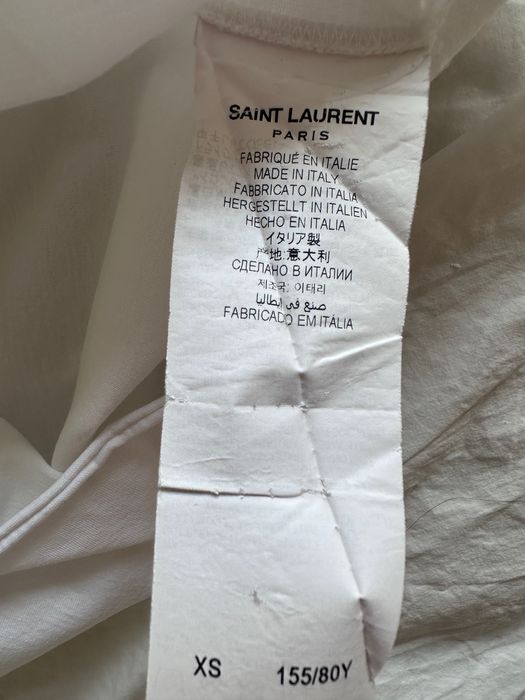 SAINT LAURENT
PARIS
FABRIQUÉ EN ITALIE
MADE IN ITALY
FABBRICATO IN ITALIA
HERGESTELLT IN ITALIEN
HECHO EN ITALIA
イタリア製
产地:意大利
СДЕЛАНО В ИТАЛИИ
제조국: 이태리
صنع في إيطاليا
FABRICADO EM ITÁLIA
XS 155/80Y